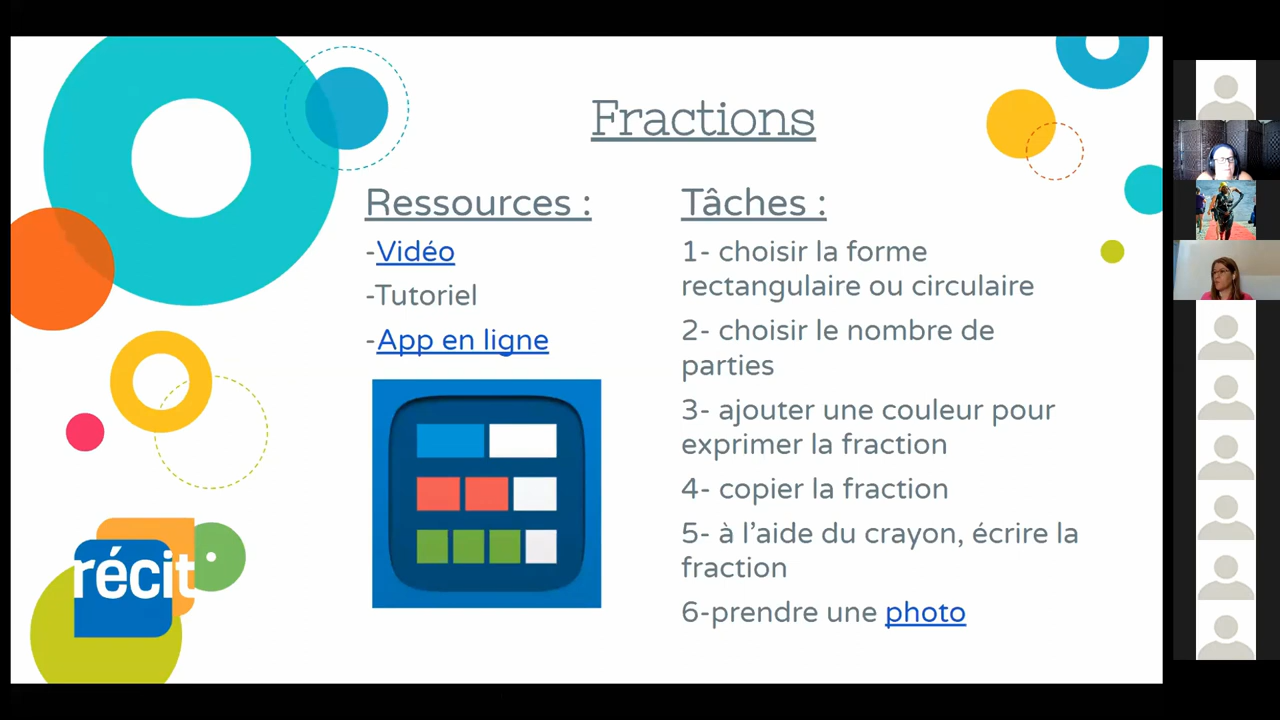 Fractions
Ressources :
-Vidéo
-Tutoriel
-App en ligne
Tâches :
1- choisir la forme
rectangulaire ou circulaire
2- choisir le nombre de
parties
3- ajouter une couleur pour
exprimer la fraction
4- copier la fraction
5- à l’aide du crayon, écrire la
fraction
6-prendre une photo
récit